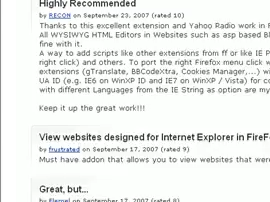 Highly Recommended
by RECON on September 23, 2007 (rated 10)
Thanks to this excellent extension and Yahoo Radio work in F
All WYSIWYG HTML Editors in Websites such as asp based Bl
fine with it.
A way to add scripts like other extensions from ff or like IE P
right click) and others. To port the right Firefox menu click w
extensions (gTranslate, BBCodeXtra, Cookies Manager,...) wi
UA ID (e.g. IE6 on WinXP ID and IE7 on WinXP / Vista) for co
with different Languages from the IE String as option are my
Keep it up the great work!!!
View websites designed for Internet Explorer in FireFo
by frustrated on September 17, 2007 (rated 9)
Must have addon that allows you to view websites that were
Great, but...
by Flernel on September 17, 2007 (rated 8)